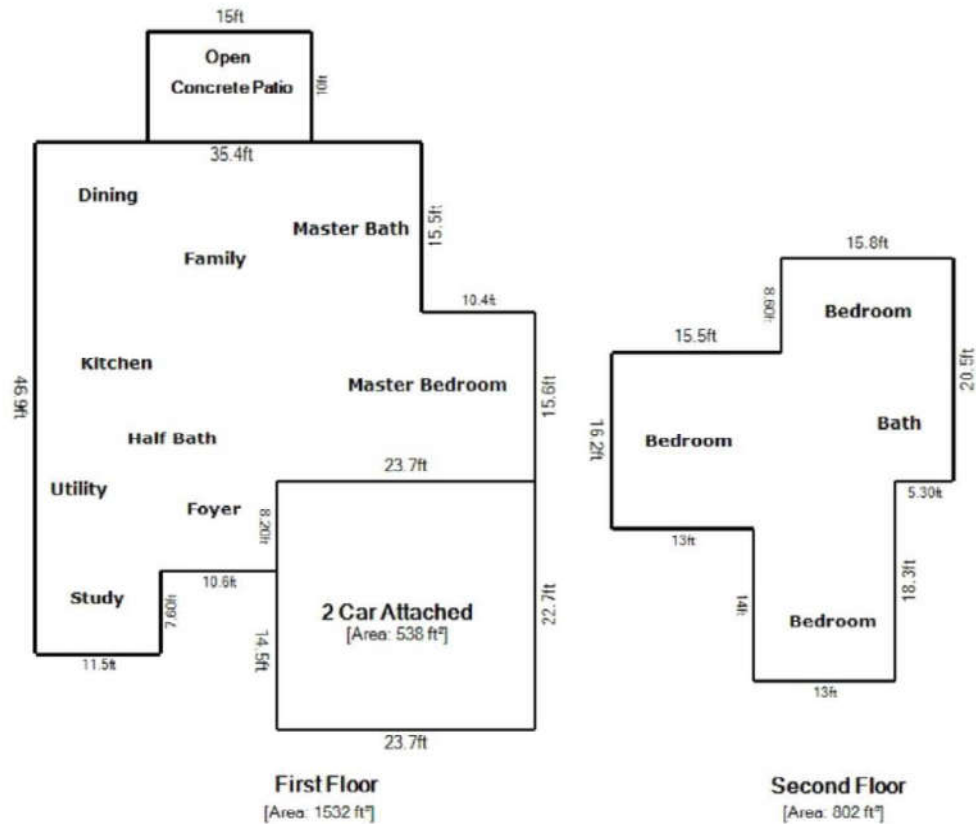 15ft
Open
Concrete Patio
10ft
35.4ft
Dining
Master Bath
15.5ft
Family
10.4ft
Kitchen
Master Bedroom
15.6ft
46.9ft
Half Bath
23.7ft
Utility
Foyer
8.20ft
Study
7.60ft
10.6ft
11.5ft
14.5ft
2 Car Attached
[Area: 538 ft²]
22.7ft
23.7ft
First Floor
[Area: 1532 ft²]
15.8ft
8.60ft
Bedroom
15.5ft
20.5ft
16.2ft
Bedroom
Bath
5.30ft
13ft
14ft
18.3ft
Bedroom
13ft
Second Floor
[Area: 802 ft²]